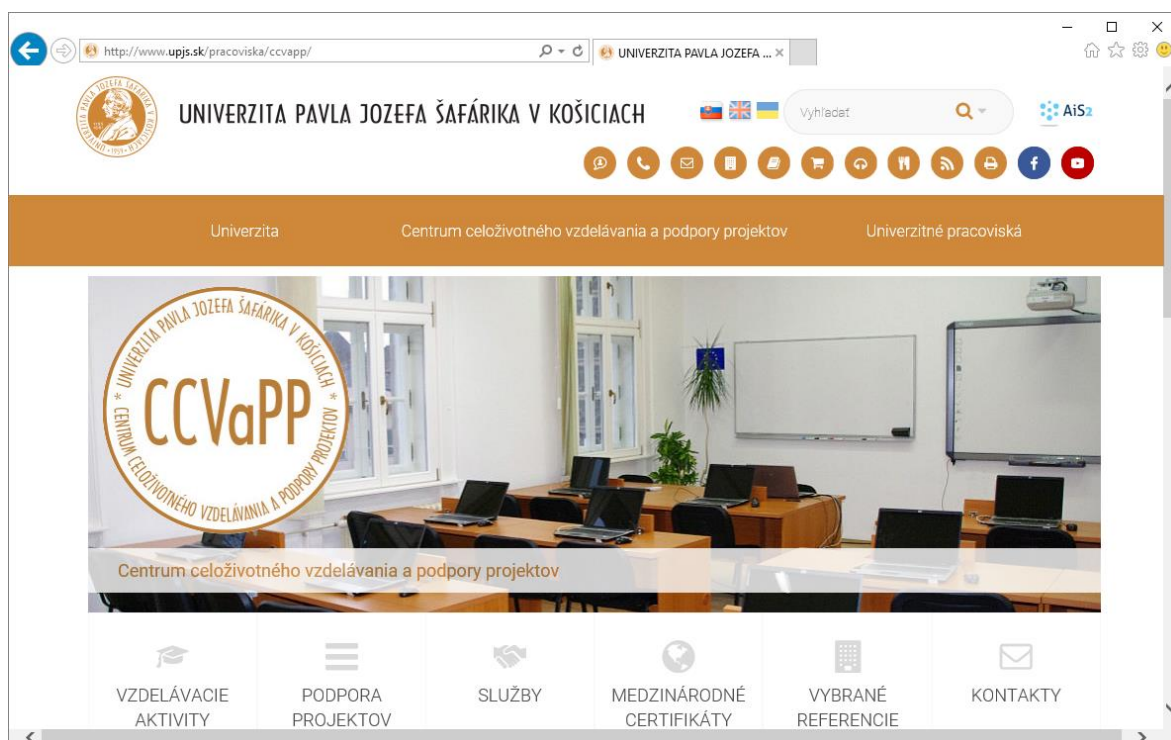 http://www.upjs.sk/pracoviska/ccvapp/
UNIVERZITA PAVLA JOZEFA ...
UNIVERZITA PAVLA JOZEFA ŠAFÁRIKA V KOŠICIACH
Vyhľadať
AiS2
Univerzita
Centrum celoživotného vzdelávania a podpory projektov
Univerzitné pracoviská
* UNIVERZITA PAVLA JOZEFA ŠAFÁRIKA V KOŠICIACH *
CCVaPP
CENTRUM CELOŽIVOTNÉHO VZDELÁVANIA A PODPORY PROJEKTOV
Centrum celoživotného vzdelávania a podpory projektov
VZDELÁVACIE
AKTIVITY
PODPORA
PROJEKTOV
SLUŽBY
MEDZINÁRODNÉ
CERTIFIKÁTY
VYBRANÉ
REFERENCIE
KONTAKTY